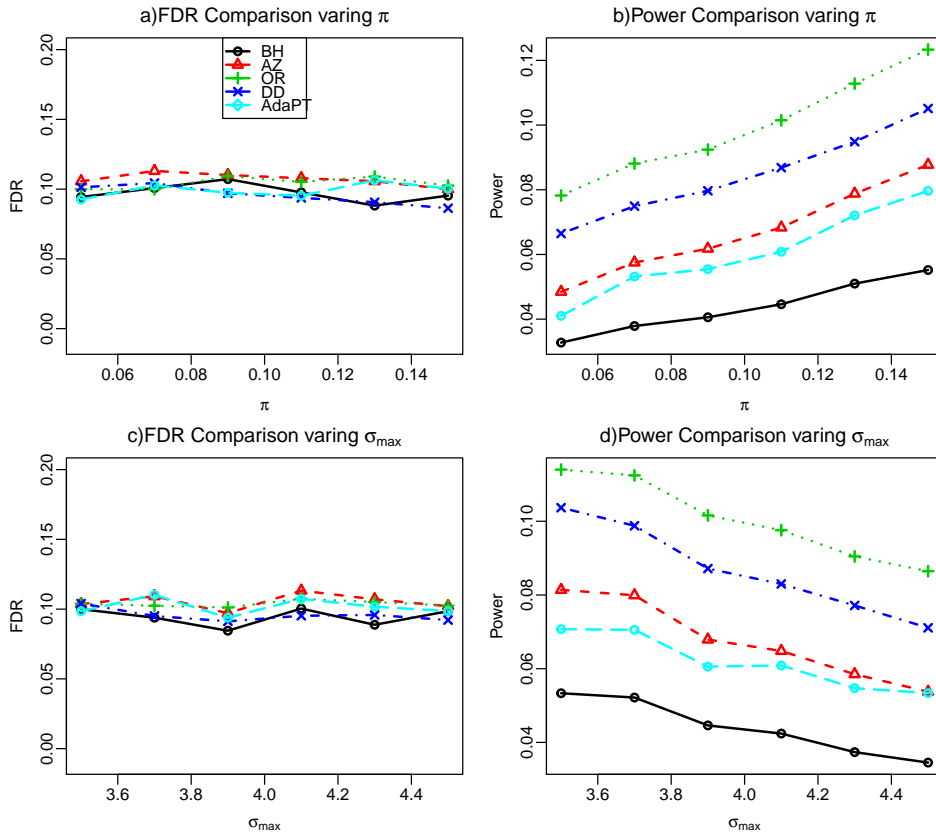 a)FDR Comparison varing π
FDR
0.00 0.05 0.10 0.15 0.20
BH
AZ
OR
DD
AdaPT
0.06 0.08 0.10 0.12 0.14
π
b)Power Comparison varing π
Power
0.04 0.06 0.08 0.10 0.12
0.06 0.08 0.10 0.12 0.14
π
c)FDR Comparison varing σmax
FDR
0.00 0.05 0.10 0.15 0.20
3.6 3.8 4.0 4.2 4.4
σmax
d)Power Comparison varing σmax
Power
0.04 0.06 0.08 0.10
3.6 3.8 4.0 4.2 4.4
σmax